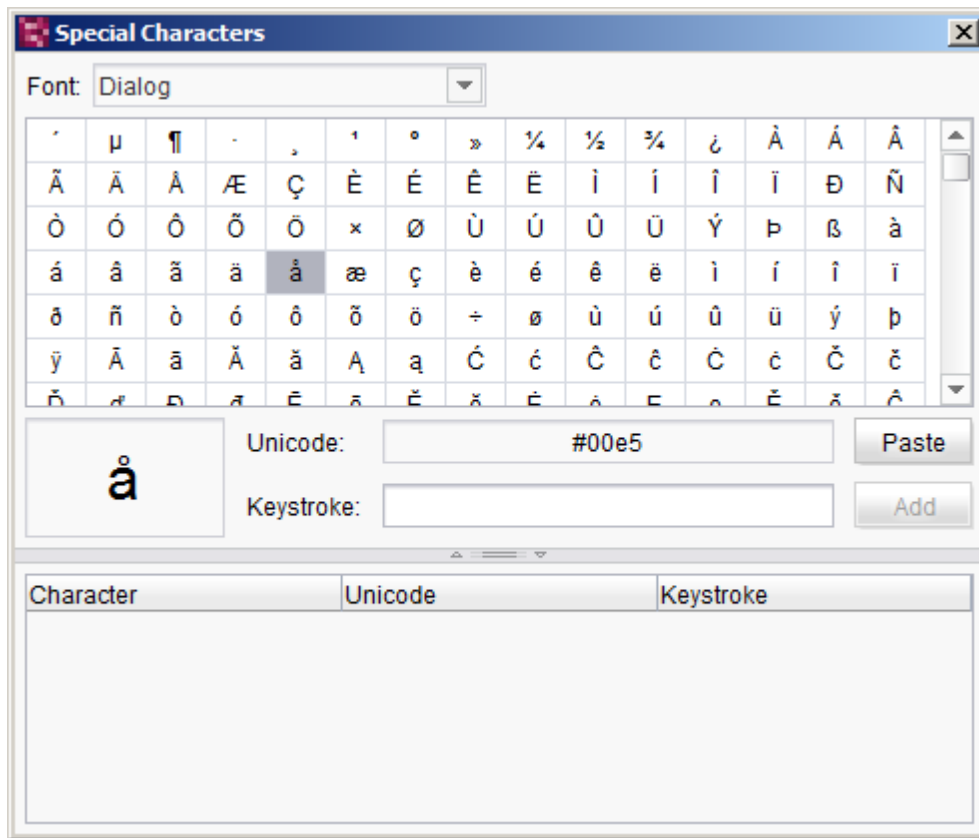 Special Characters
Font: Dialog
´ µ ¶ · ¸ ¹ º » ¼ ½ ¾ ¿ À Á Â
Ã Ä Å Æ Ç È É Ê Ë Ì Í Î Ï Ð Ñ
Ò Ó Ô Õ Ö × Ø Ù Ú Û Ü Ý Þ ß à
á â ã ä å æ ç è é ê ë ì í î ï
ð ñ ò ó ô õ ö ÷ ø ù ú û ü ý þ
ÿ Ā ā Ă ă Ą ą Ć ć Ĉ ĉ Ċ ċ Č č
å
Unicode: #00e5 Paste
Keystroke: Add
Character Unicode Keystroke